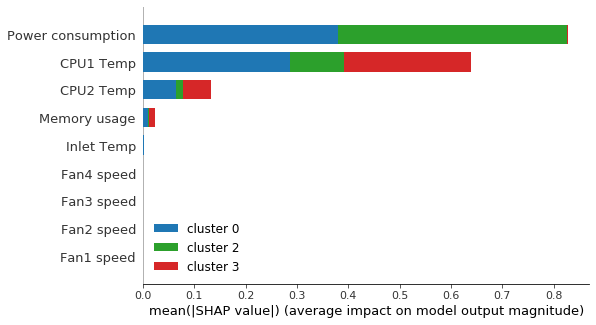 Power consumption
CPU1 Temp
CPU2 Temp
Memory usage
Inlet Temp
Fan4 speed
Fan3 speed
Fan2 speed
Fan1 speed
cluster 0
cluster 2
cluster 3
0.0 0.1 0.2 0.3 0.4 0.5 0.6 0.7 0.8
mean(|SHAP value|) (average impact on model output magnitude)